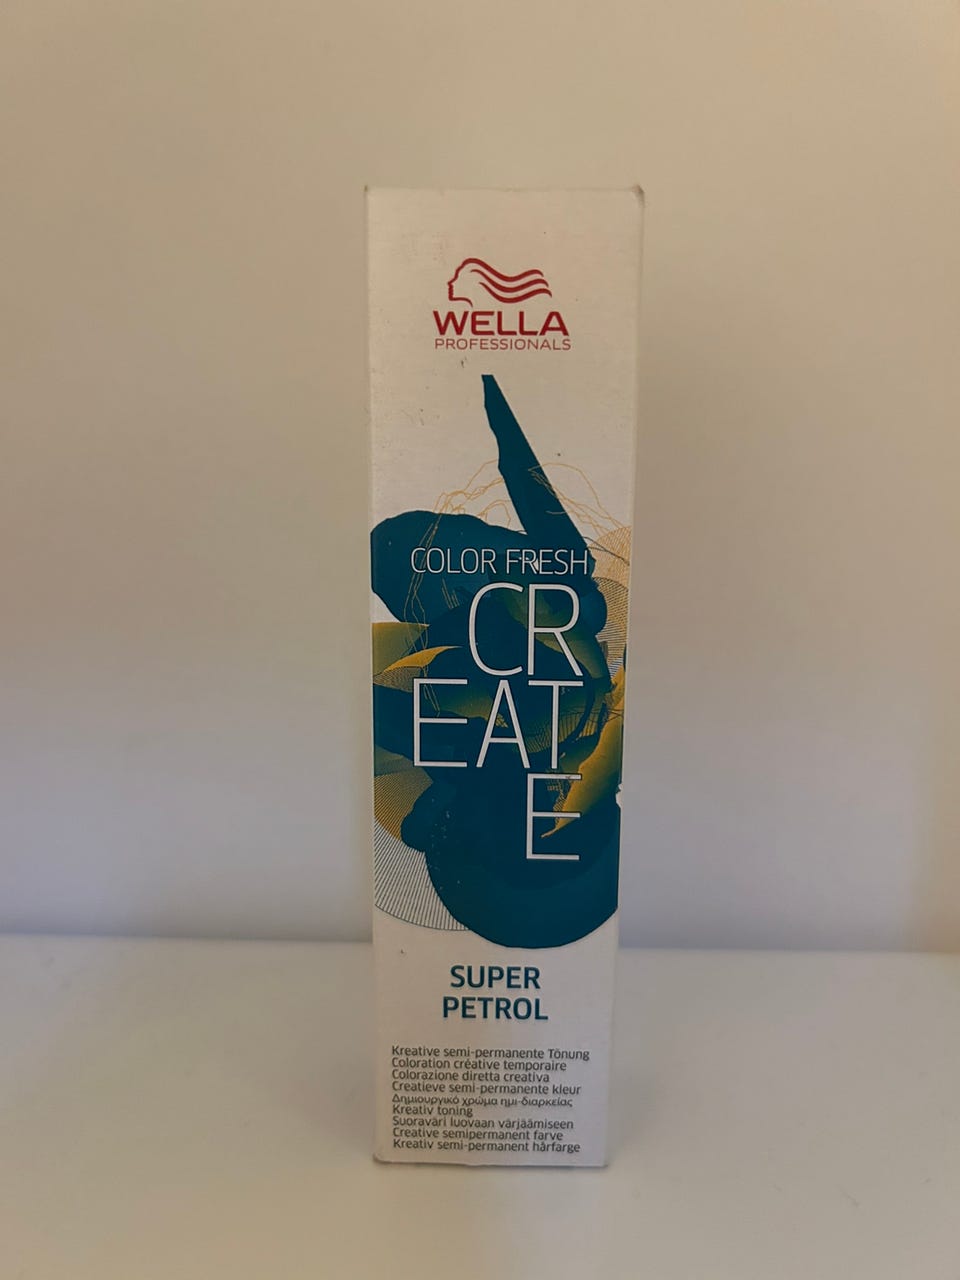 WELLA
PROFESSIONALS
COLOR FRESH
CR
EAT
E
SUPER
PETROL
Kreative semi-permanente Tönung
Coloration créative temporaire
Colorazione diretta creativa
Creatieve semi-permanente kleur
Δημιουργικό χρώμα ημι-διαρκείας
Kreativ toning
Suoraväri luovaan värjäämiseen
Creative semipermanent farve
Kreativ semi-permanent hårfarge